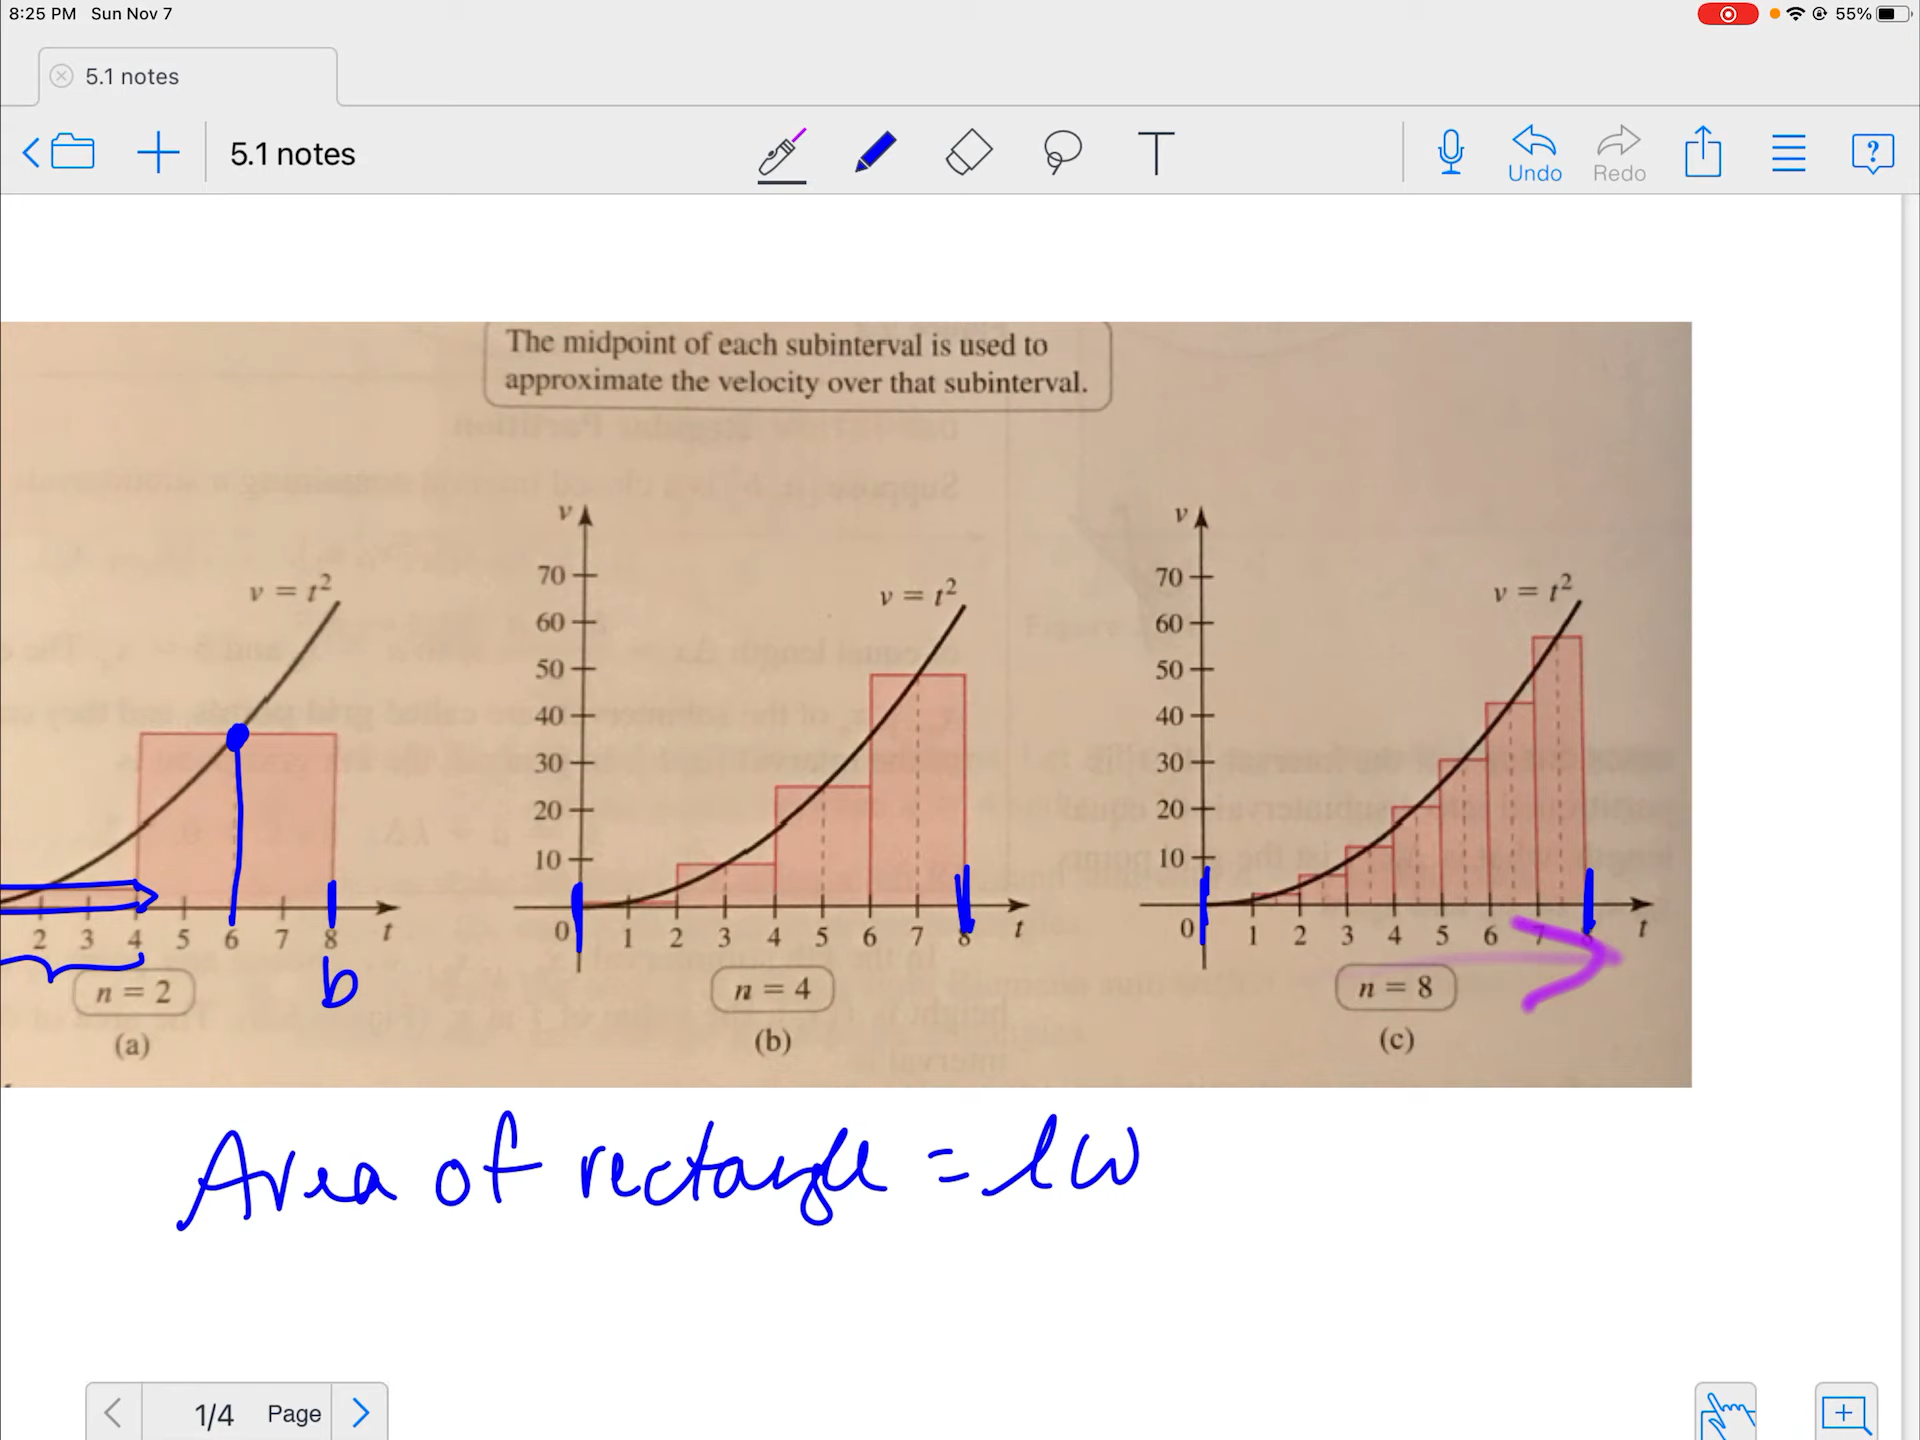 8:25 PM Sun Nov 7
55%
5.1 notes
5.1 notes
T
Undo
Redo
?
The midpoint of each subinterval is used to
approximate the velocity over that subinterval.
v = t²
2 3 4 5 6 7 8 t
n = 2
b
(a)
v
70
60
50
40
30
20
10
0 1 2 3 4 5 6 7 8 t
v = t²
n = 4
(b)
v
70
60
50
40
30
20
10
0 1 2 3 4 5 6 7 8 t
v = t²
n = 8
(c)
Area of rectangle = lw
1/4 Page